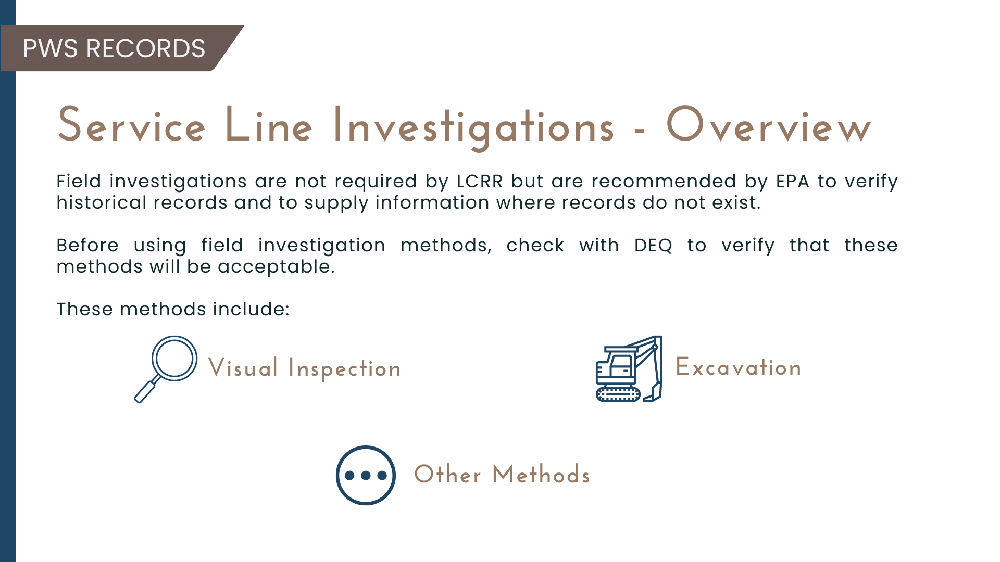 PWS RECORDS
Service Line Investigations - Overview
Field investigations are not required by LCRR but are recommended by EPA to verify
historical records and to supply information where records do not exist.
Before using field investigation methods, check with DEQ to verify that these
methods will be acceptable.
These methods include:
Visual Inspection
Excavation
Other Methods